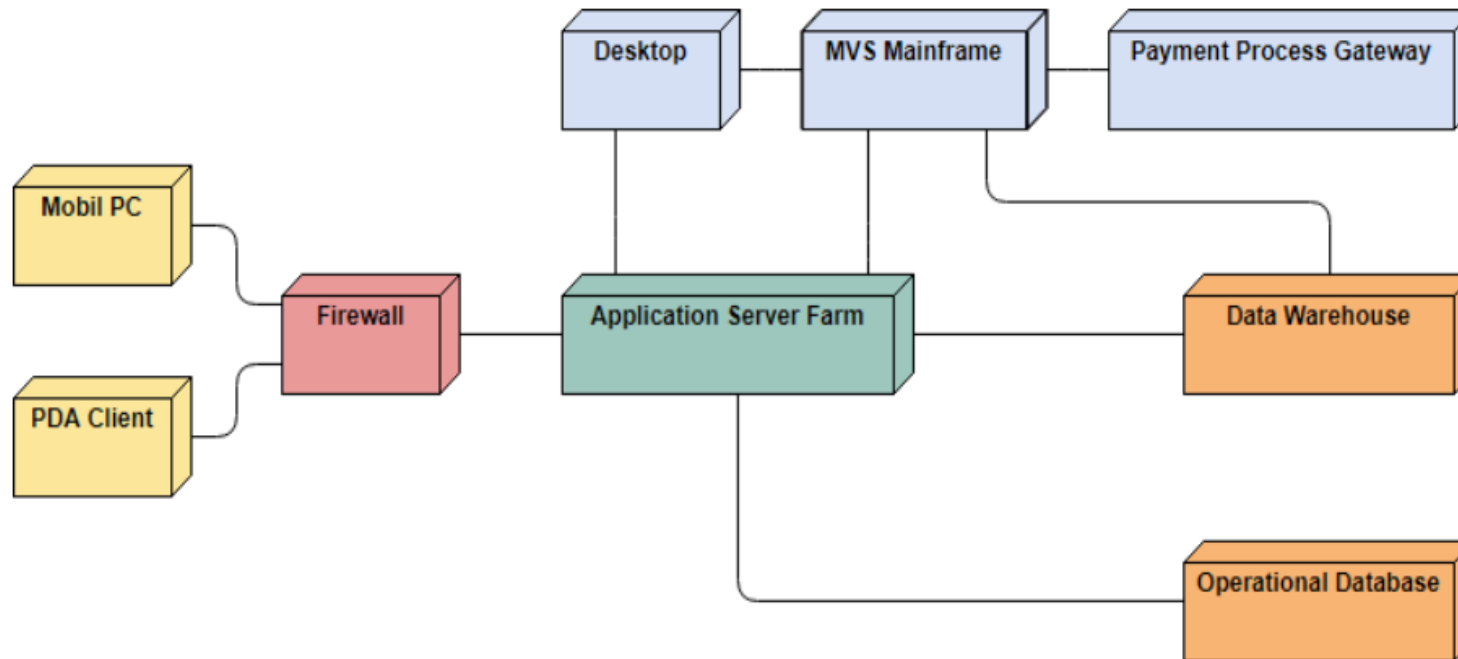 Desktop
MVS Mainframe
Payment Process Gateway
Mobil PC
Firewall
Application Server Farm
Data Warehouse
PDA Client
Operational Database